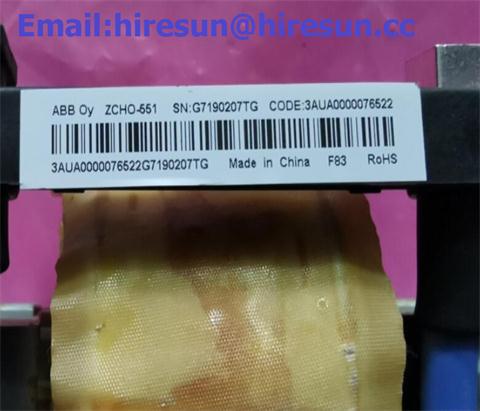 Email:hiresun@hiresun.cc
ABB Oy ZCHO-551 SN:G7190207TG CODE:3AUA0000076522
3AUA0000076522G7190207TG Made in China F83 RoHS